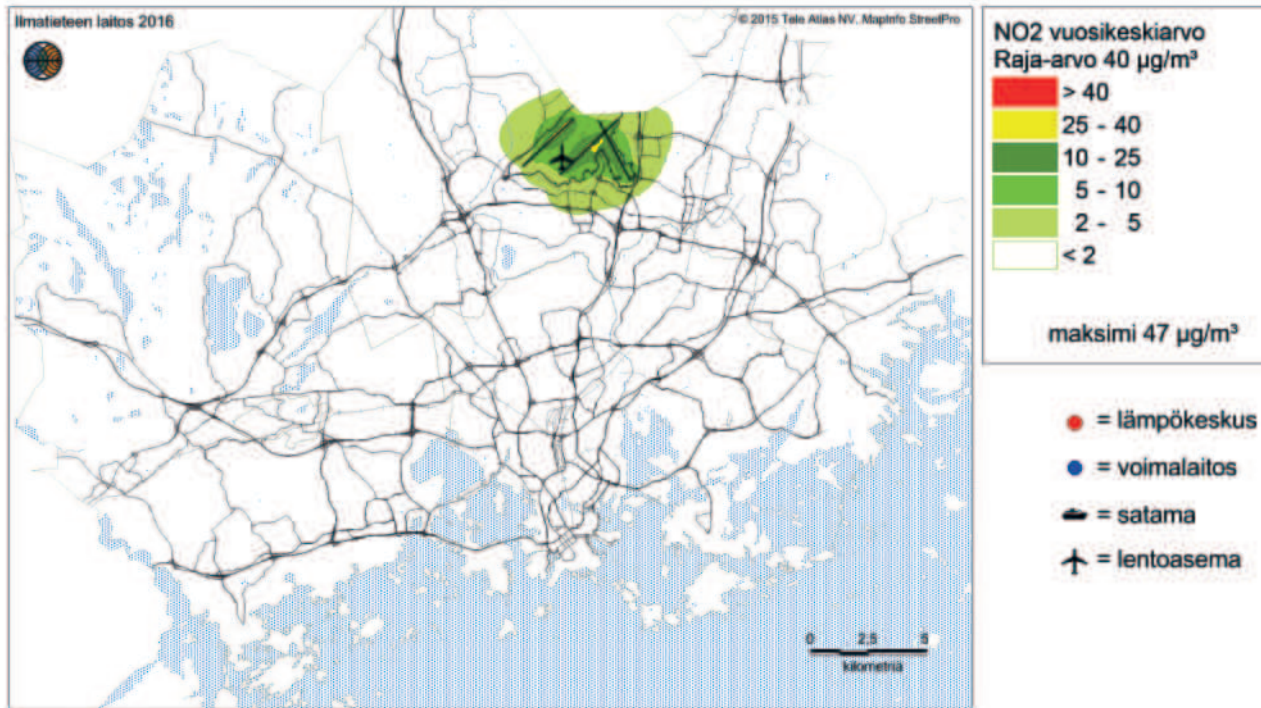 Ilmatieteen laitos 2016
© 2015 Tele Atlas NV. MapInfo StreetPro
NO2 vuosikeskiarvo
Raja-arvo 40 µg/m³
> 40
25 - 40
10 - 25
5 - 10
2 - 5
< 2
maksimi 47 µg/m³
= lämpökeskus
= voimalaitos
= satama
= lentoasema
0 2,5 5
kilometriä